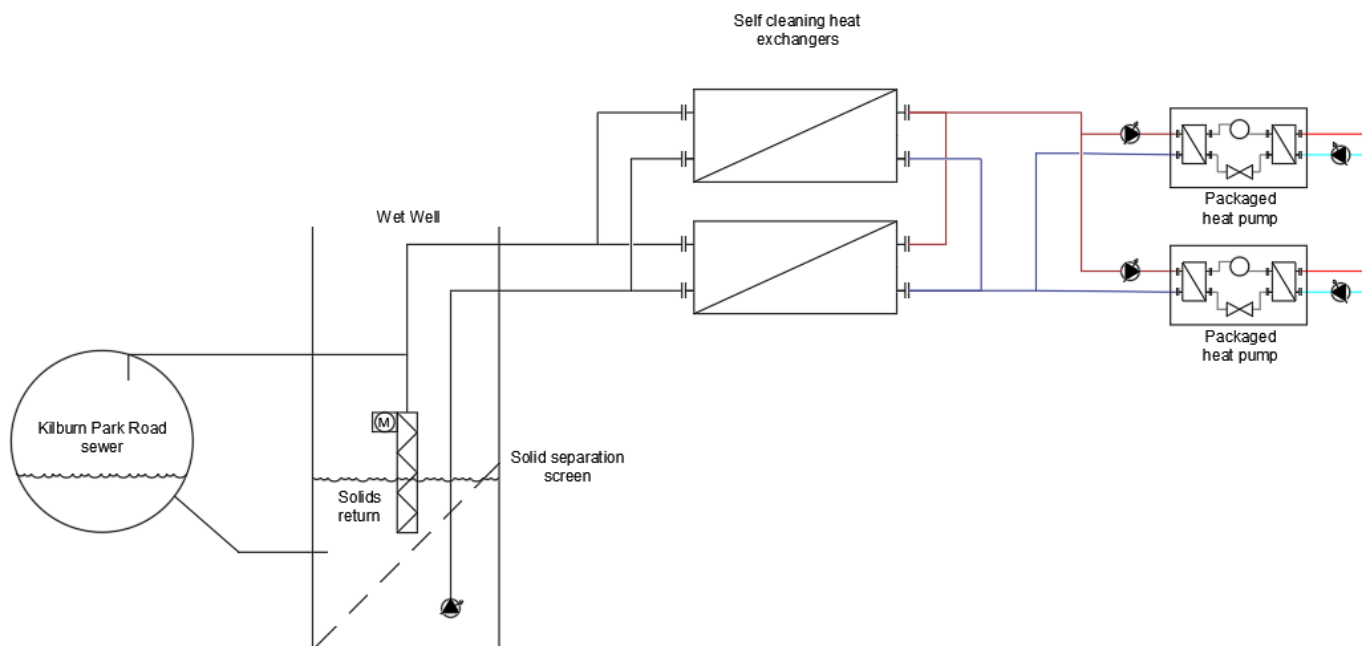 Self cleaning heat
exchangers
Wet Well
Packaged
heat pump
Kilburn Park Road
sewer
M
Solid separation
screen
Solids
return
Packaged
heat pump